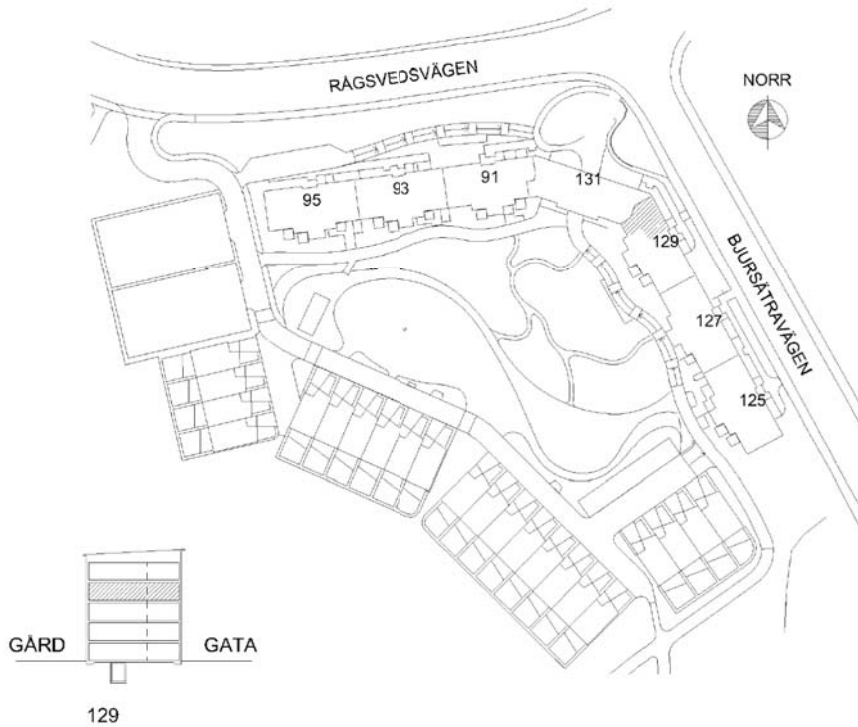 RÅGSVEDSVÄGEN
NORR
95
93
91
131
129
127
125
BJURSÄTRAVÄGEN
GÅRD
GATA
129